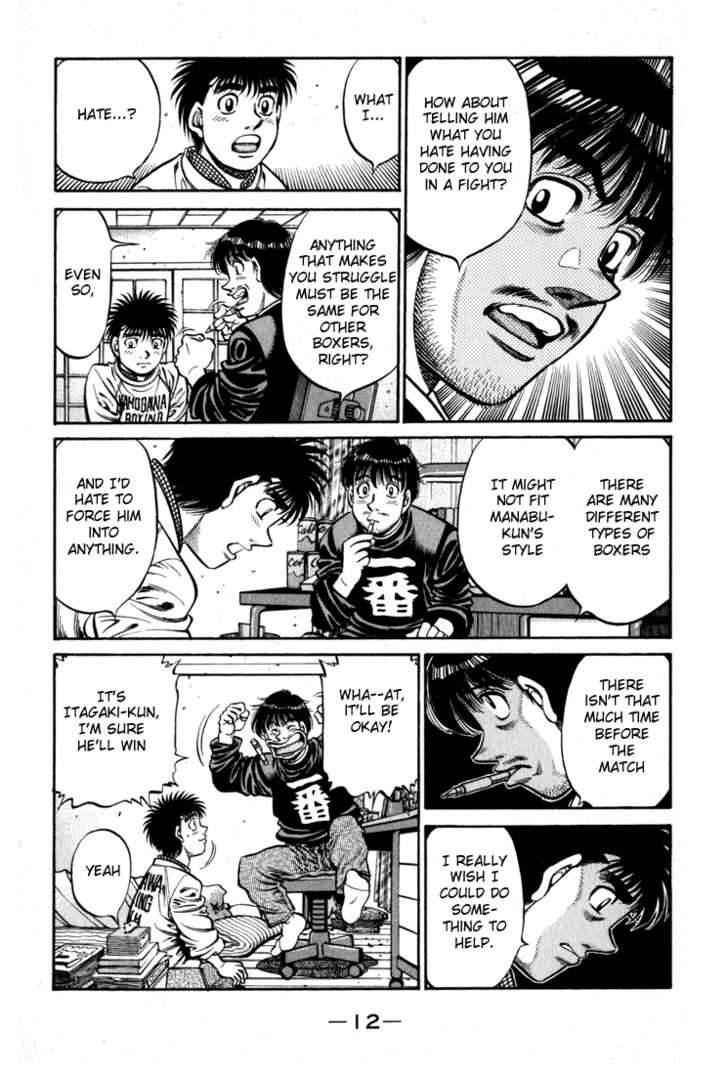 HOW ABOUT
TELLING HIM
WHAT YOU
HATE HAVING
DONE TO YOU
IN A FIGHT?
WHAT
I...
HATE...?
ANYTHING
THAT MAKES
YOU STRUGGLE
MUST BE THE
SAME FOR
OTHER
BOXERS,
RIGHT?
EVEN
SO,
KAMOGAWA
BOXING
THERE
ARE MANY
DIFFERENT
TYPES OF
BOXERS
IT MIGHT
NOT FIT
MANABU-
KUN'S
STYLE
AND I'D
HATE TO
FORCE HIM
INTO
ANYTHING.
一番
THERE
ISN'T THAT
MUCH TIME
BEFORE
THE
MATCH
I REALLY
WISH I
COULD DO
SOME-
THING TO
HELP.
WHA--AT,
IT'LL BE
OKAY!
IT'S
ITAGAKI-KUN,
I'M SURE
HE'LL WIN
一番
YEAH
—12—